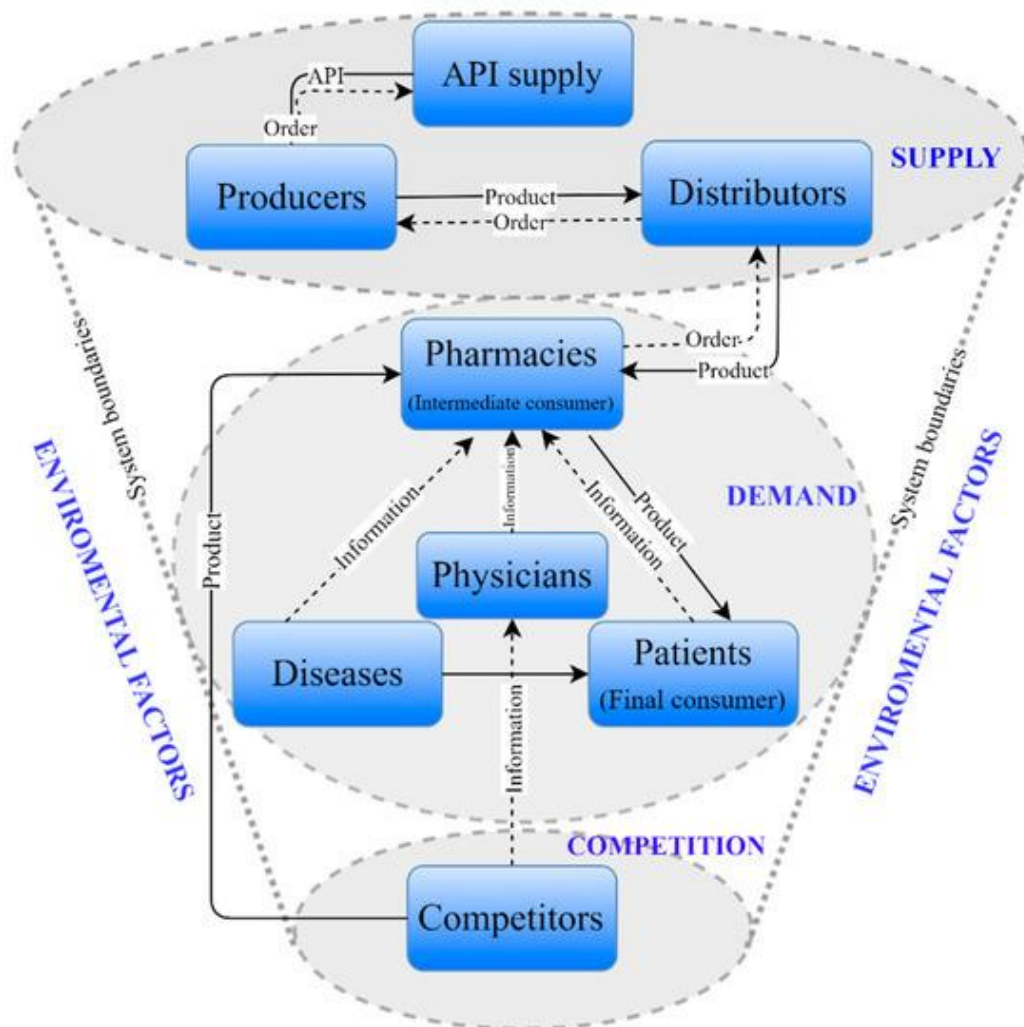 API supply
API
Order
SUPPLY
Producers
Product
Order
Distributors
System boundaries
System boundaries
Pharmacies
(Intermediate consumer)
Order
Product
ENVIROMENTAL FACTORS
ENVIROMENTAL FACTORS
Product
Information
Information
Information
Product
DEMAND
Physicians
Diseases
Patients
(Final consumer)
Information
COMPETITION
Competitors